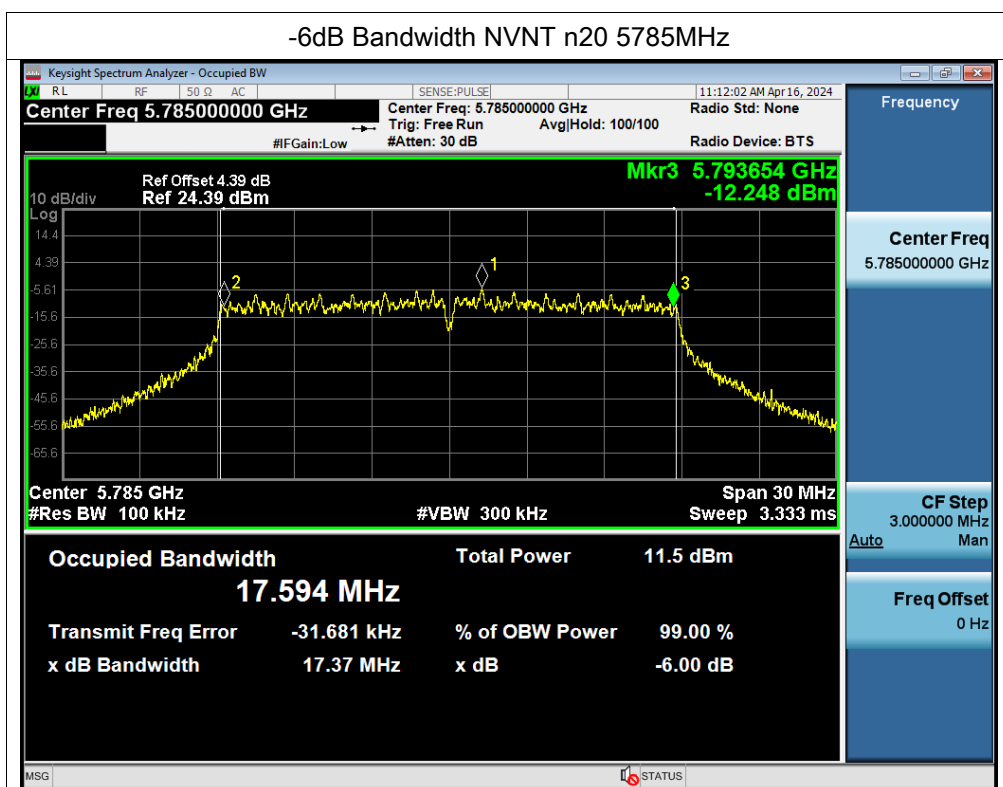 -6dB Bandwidth NVNT n20 5785MHz
Keysight Spectrum Analyzer - Occupied BW
LXI RL RF 50 Ω AC SENSE:PULSE 11:12:02 AM Apr 16, 2024
Center Freq 5.785000000 GHz
Center Freq: 5.785000000 GHz
Radio Std: None
Trig: Free Run Avg|Hold: 100/100
#IFGain:Low
#Atten: 30 dB
Radio Device: BTS
Frequency
Mkr3 5.793654 GHz
-12.248 dBm
Ref Offset 4.39 dB
10 dB/div Ref 24.39 dBm
Log
14.4
4.39
-5.61
-15.6
-25.6
-35.6
-45.6
-55.6
-65.6
2
1
3
Center 5.785 GHz
Span 30 MHz
#Res BW 100 kHz
#VBW 300 kHz
Sweep 3.333 ms
Center Freq
5.785000000 GHz
CF Step
3.000000 MHz
Auto Man
Freq Offset
0 Hz
Occupied Bandwidth
17.594 MHz
Total Power 11.5 dBm
Transmit Freq Error -31.681 kHz
% of OBW Power 99.00 %
x dB Bandwidth 17.37 MHz
x dB -6.00 dB
MSG
STATUS